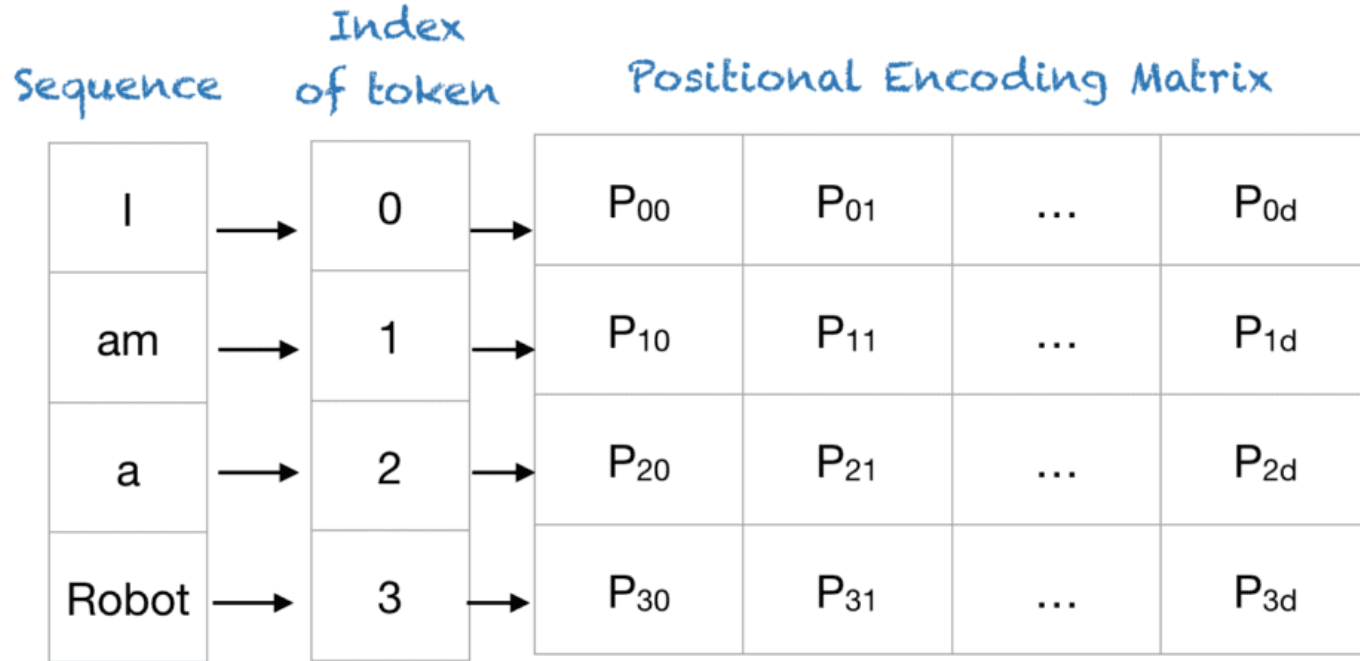 Index
Sequence of token Positional Encoding Matrix
I 0 P₀₀ P₀₁ ... P₀d
am 1 P₁₀ P₁₁ ... P₁d
a 2 P₂₀ P₂₁ ... P₂d
Robot 3 P₃₀ P₃₁ ... P₃d